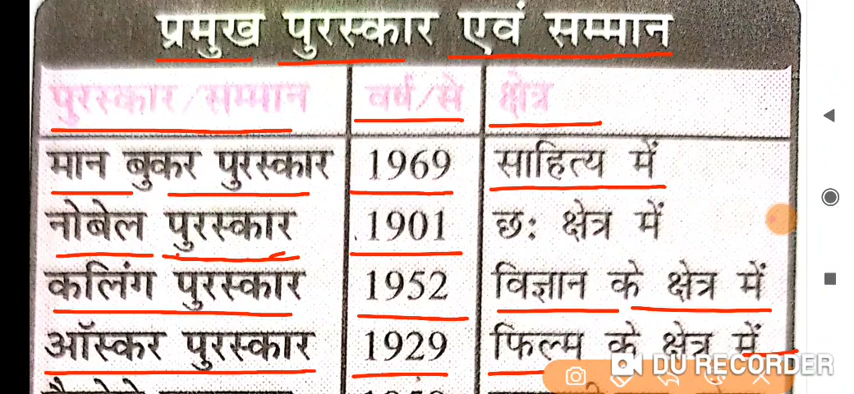 प्रमुख पुरस्कार एवं सम्मान
पुरस्कार/सम्मान वर्ष/से क्षेत्र
मान बुकर पुरस्कार 1969 साहित्य में
नोबेल पुरस्कार 1901 छः क्षेत्र में
कलिंग पुरस्कार 1952 विज्ञान के क्षेत्र में
ऑस्कर पुरस्कार 1929 फिल्म के क्षेत्र में
DU RECORDER